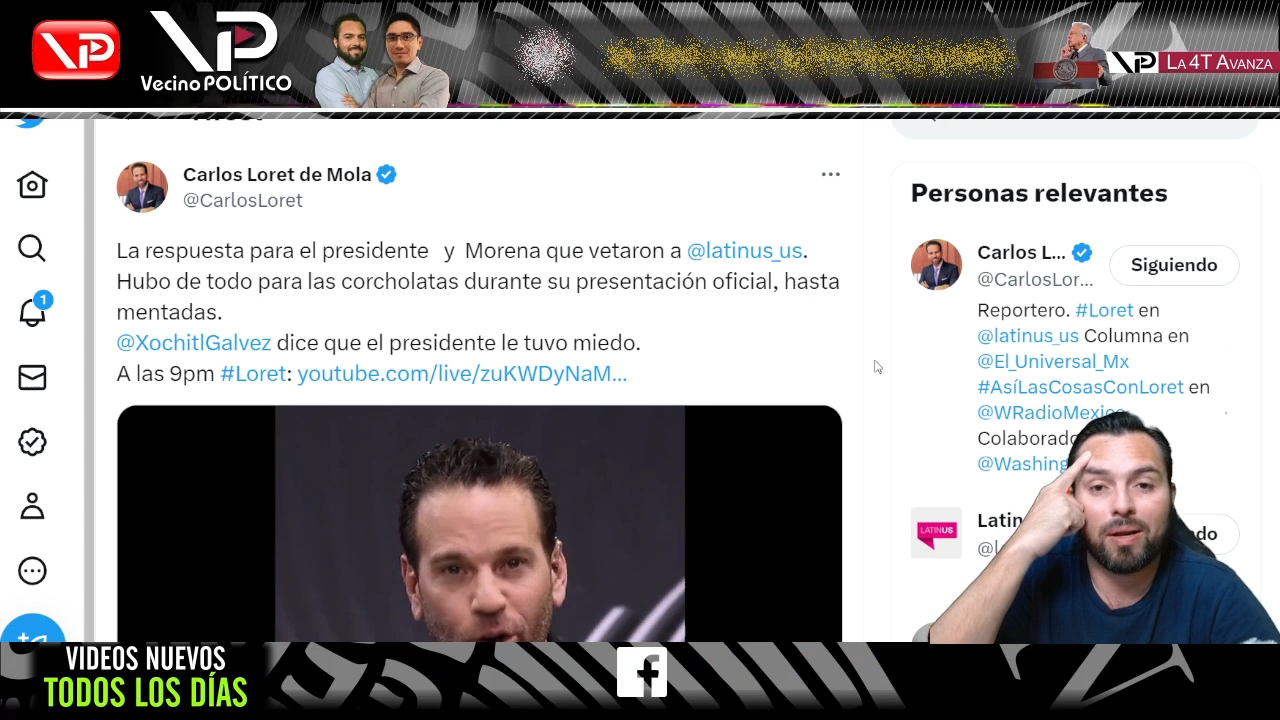 VP
VP
Vecino POLÍTICO
VP LA 4T AVANZA
Carlos Loret de Mola
@CarlosLoret
La respuesta para el presidente y Morena que vetaron a @latinus_us.
Hubo de todo para las corcholatas durante su presentación oficial, hasta
mentadas.
@XochitlGalvez dice que el presidente le tuvo miedo.
A las 9pm #Loret: youtube.com/live/zuKWDyNaM...
1
Personas relevantes
Carlos L...
@CarlosLor...
Siguiendo
Reportero. #Loret en
@latinus_us Columna en
@El_Universal_Mx
#AsíLasCosasConLoret en
@WRadioMexico
Colaborado
@Washing
LATINUS
Latin
VIDEOS NUEVOS
TODOS LOS DÍAS